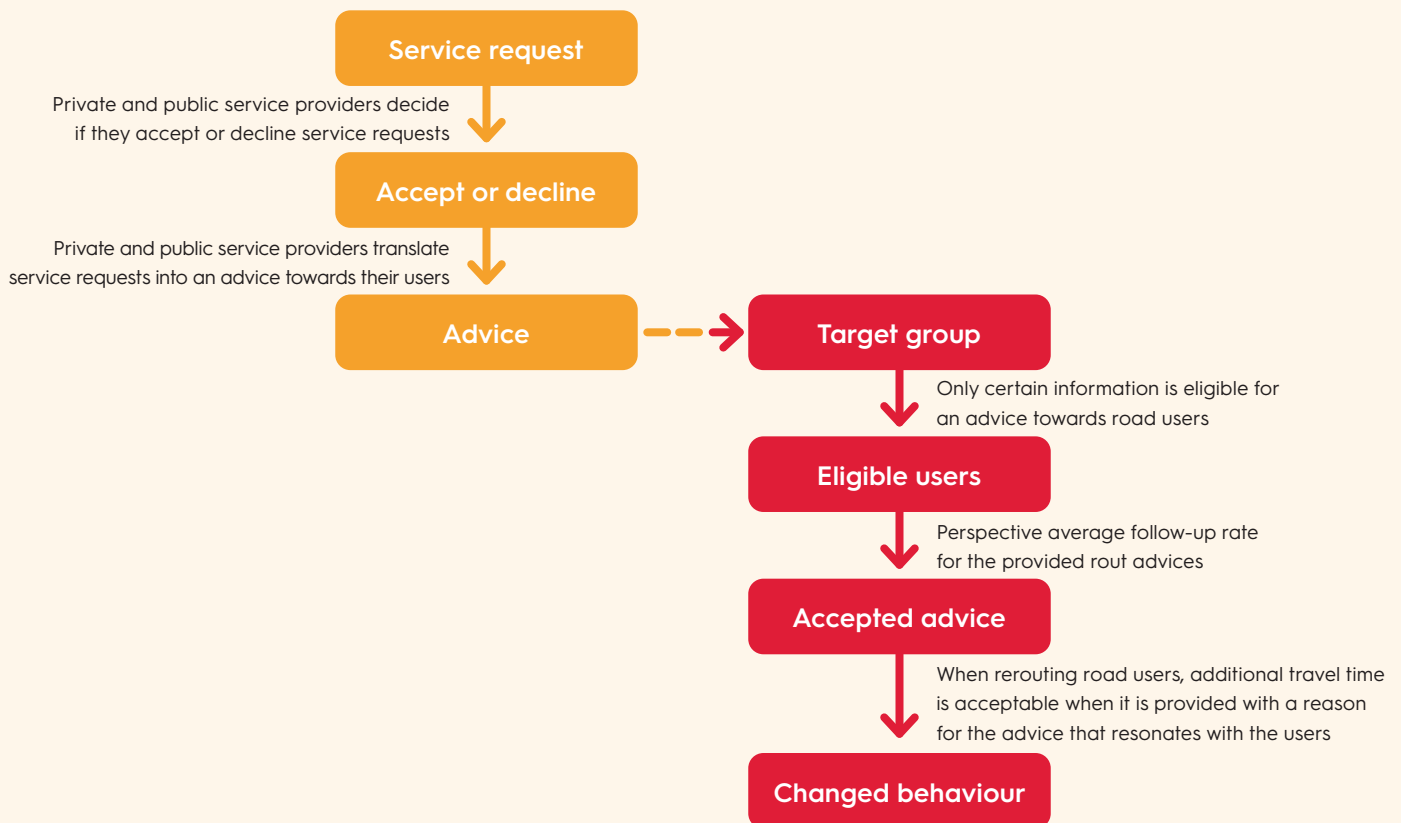 Service request
Private and public service providers decide
if they accept or decline service requests
Accept or decline
Private and public service providers translate
service requests into an advice towards their users
Advice
Target group
Only certain information is eligible for
an advice towards road users
Eligible users
Perspective average follow-up rate
for the provided rout advices
Accepted advice
When rerouting road users, additional travel time
is acceptable when it is provided with a reason
for the advice that resonates with the users
Changed behaviour